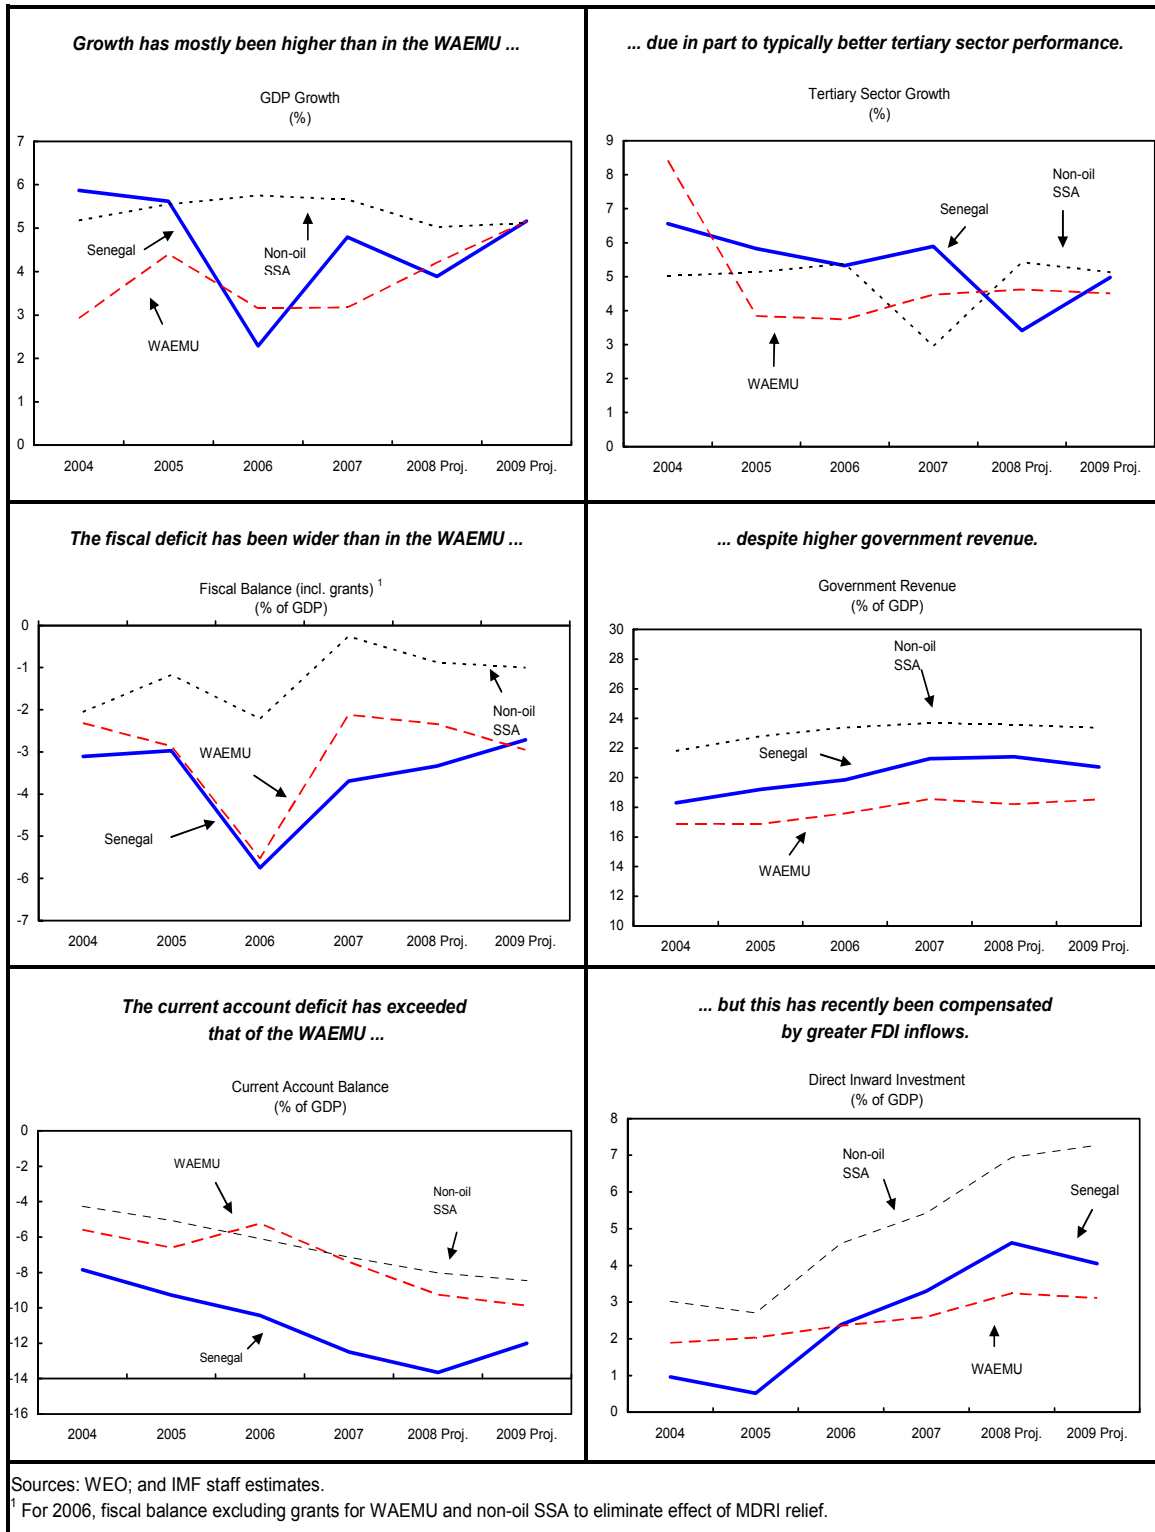 Growth has mostly been higher than in the WAEMU ...
GDP Growth
(%)
7
6
5
4
3
2
1
0
Senegal
Non-oil
SSA
WAEMU
2004 2005 2006 2007 2008 Proj. 2009 Proj.
... due in part to typically better tertiary sector performance.
Tertiary Sector Growth
(%)
9
8
7
6
5
4
3
2
1
0
Non-oil
SSA
Senegal
WAEMU
2004 2005 2006 2007 2008 Proj. 2009 Proj.
The fiscal deficit has been wider than in the WAEMU ...
Fiscal Balance (incl. grants) 1
(% of GDP)
0
-1
-2
-3
-4
-5
-6
-7
Non-oil
SSA
WAEMU
Senegal
2004 2005 2006 2007 2008 Proj. 2009 Proj.
... despite higher government revenue.
Government Revenue
(% of GDP)
30
28
26
24
22
20
18
16
14
12
10
Non-oil
SSA
Senegal
WAEMU
2004 2005 2006 2007 2008 Proj. 2009 Proj.
The current account deficit has exceeded
that of the WAEMU ...
Current Account Balance
(% of GDP)
0
-2
-4
-6
-8
-10
-12
-14
-16
WAEMU
Non-oil
SSA
Senegal
2004 2005 2006 2007 2008 Proj. 2009 Proj.
... but this has recently been compensated
by greater FDI inflows.
Direct Inward Investment
(% of GDP)
8
7
6
5
4
3
2
1
0
Non-oil
SSA
Senegal
WAEMU
2004 2005 2006 2007 2008 Proj. 2009 Proj.
Sources: WEO; and IMF staff estimates.
1 For 2006, fiscal balance excluding grants for WAEMU and non-oil SSA to eliminate effect of MDRI relief.